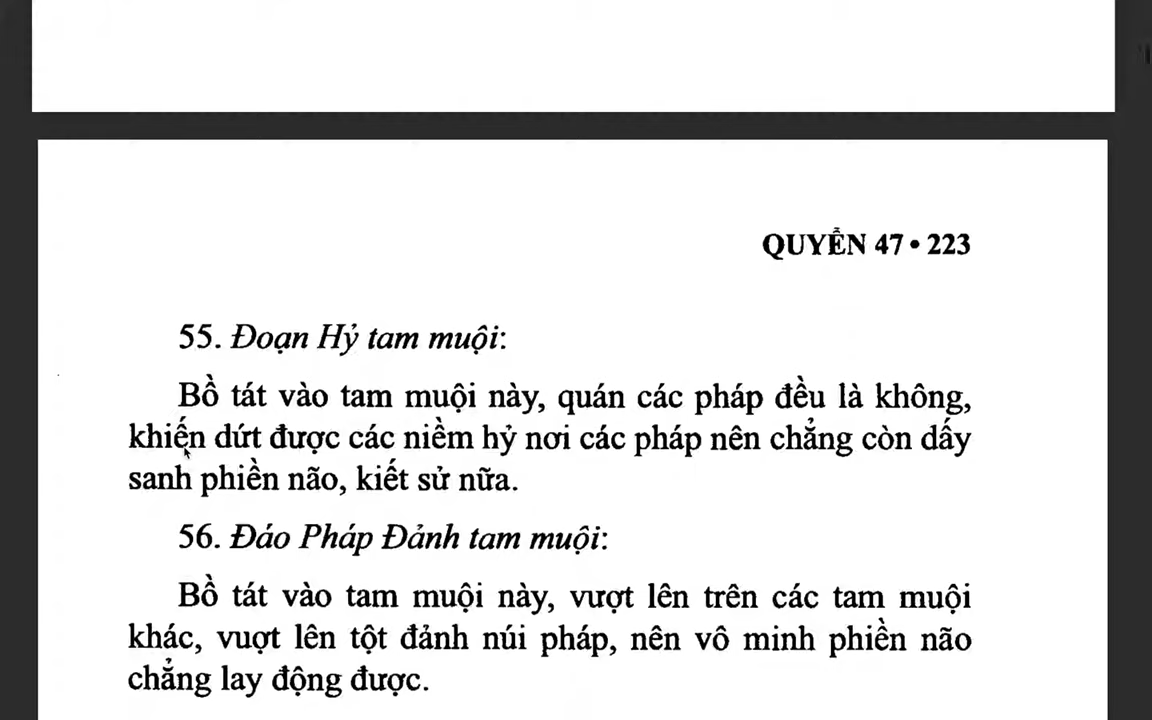 QUYỂN 47 • 223
55. Đoạn Hỷ tam muội:
Bồ tát vào tam muội này, quán các pháp đều là không,
khiến dứt được các niềm hỷ nơi các pháp nên chẳng còn dấy
sanh phiền não, kiết sử nữa.
56. Đáo Pháp Đảnh tam muội:
Bồ tát vào tam muội này, vượt lên trên các tam muội
khác, vuợt lên tột đảnh núi pháp, nên vô minh phiền não
chẳng lay động được.